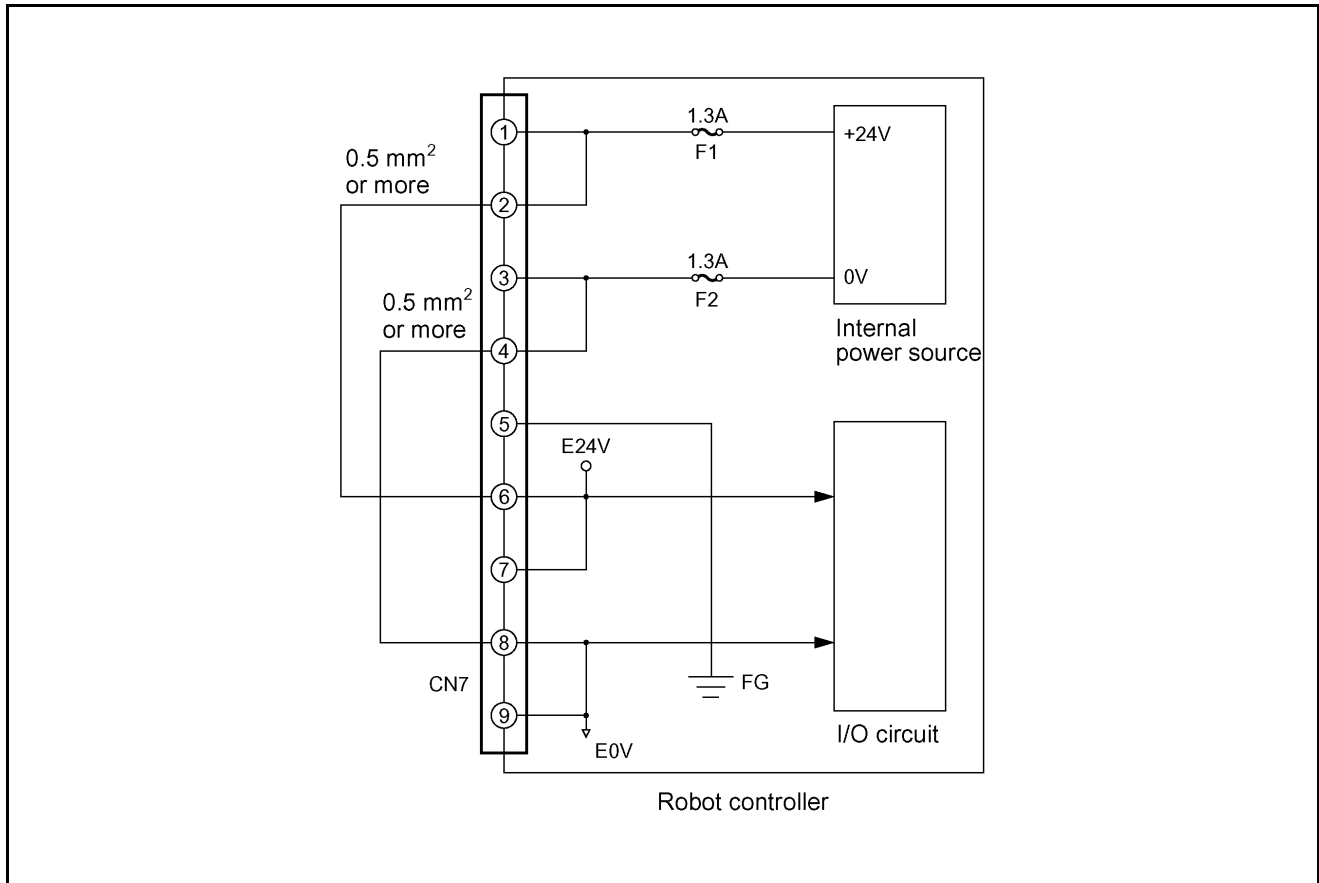 1.3A
F1
+24V
0.5 mm²
or more
1
2
1.3A
F2
0V
0.5 mm²
or more
3
4
Internal
power source
5
E24V
6
7
8
CN7
FG
9
E0V
I/O circuit
Robot controller